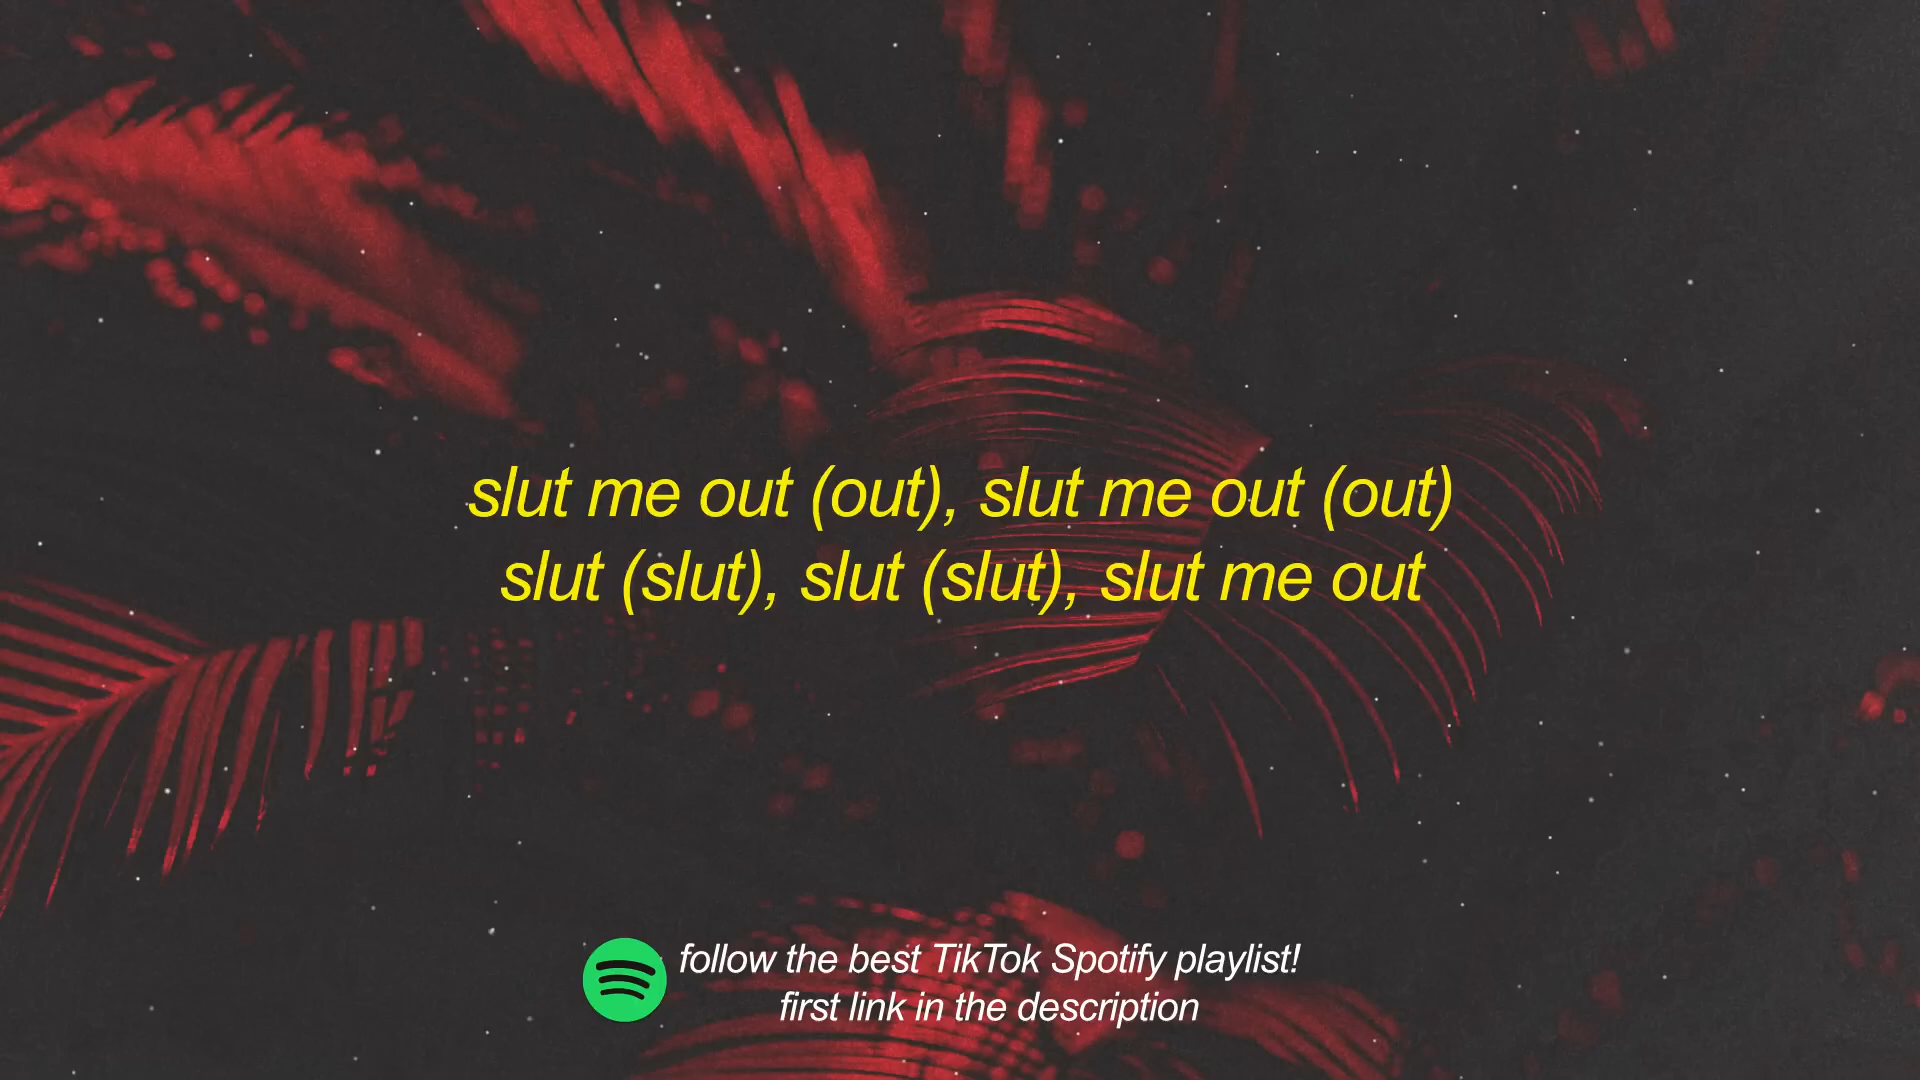 slut me out (out), slut me out (out)
slut (slut), slut (slut), slut me out
follow the best TikTok Spotify playlist!
first link in the description